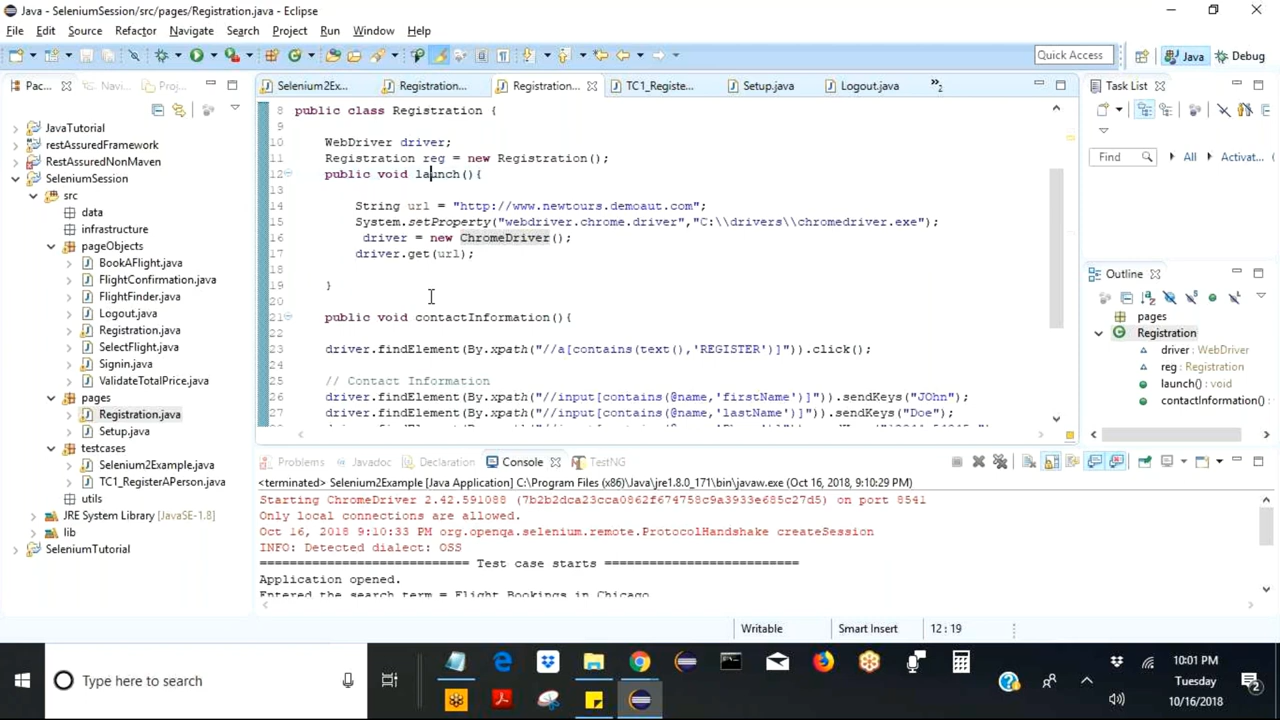 Java - SeleniumSession/src/pages/Registration.java - Eclipse
File Edit Source Refactor Navigate Search Project Run Window Help
Quick Access Java Debug
Pac... Navi... Proj...
Selenium2Ex... Registration... Registration... TC1_Registe... Setup.java Logout.java »2
Task List
Find All Activat...
JavaTutorial
restAssuredFramework
RestAssuredNonMaven
SeleniumSession
src
data
infrastructure
pageObjects
BookAFlight.java
FlightConfirmation.java
FlightFinder.java
Logout.java
Registration.java
SelectFlight.java
Signin.java
ValidateTotalPrice.java
pages
Registration.java
Setup.java
testcases
Selenium2Example.java
TC1_RegisterAPerson.java
utils
JRE System Library [JavaSE-1.8]
lib
SeleniumTutorial
8 public class Registration {
9
10 WebDriver driver;
11 Registration reg = new Registration();
12 public void launch(){
13
14 String url = "http://www.newtours.demoaut.com";
15 System.setProperty("webdriver.chrome.driver","C:\\drivers\\chromedriver.exe");
16 driver = new ChromeDriver();
17 driver.get(url);
18
19 }
20
21 public void contactInformation(){
22
23 driver.findElement(By.xpath("//a[contains(text(),'REGISTER')]")).click();
24
25 // Contact Information
26 driver.findElement(By.xpath("//input[contains(@name,'firstName')]")).sendKeys("JOhn");
27 driver.findElement(By.xpath("//input[contains(@name,'lastName')]")).sendKeys("Doe");
Outline
pages
Registration
driver : WebDriver
reg : Registration
launch() : void
contactInformation()
Problems Javadoc Declaration Console TestNG
<terminated> Selenium2Example [Java Application] C:\Program Files (x86)\Java\jre1.8.0_171\bin\javaw.exe (Oct 16, 2018, 9:10:29 PM)
Starting ChromeDriver 2.42.591088 (7b2b2dca23cca0862f674758c9a3933e685c27d5) on port 8541
Only local connections are allowed.
Oct 16, 2018 9:10:33 PM org.openqa.selenium.remote.ProtocolHandshake createSession
INFO: Detected dialect: OSS
============================ Test case starts ==========================
Application opened.
Entered the search term = Flight Bookings in Chicago
Writable Smart Insert 12 : 19
Type here to search
10:01 PM
Tuesday
10/16/2018
2